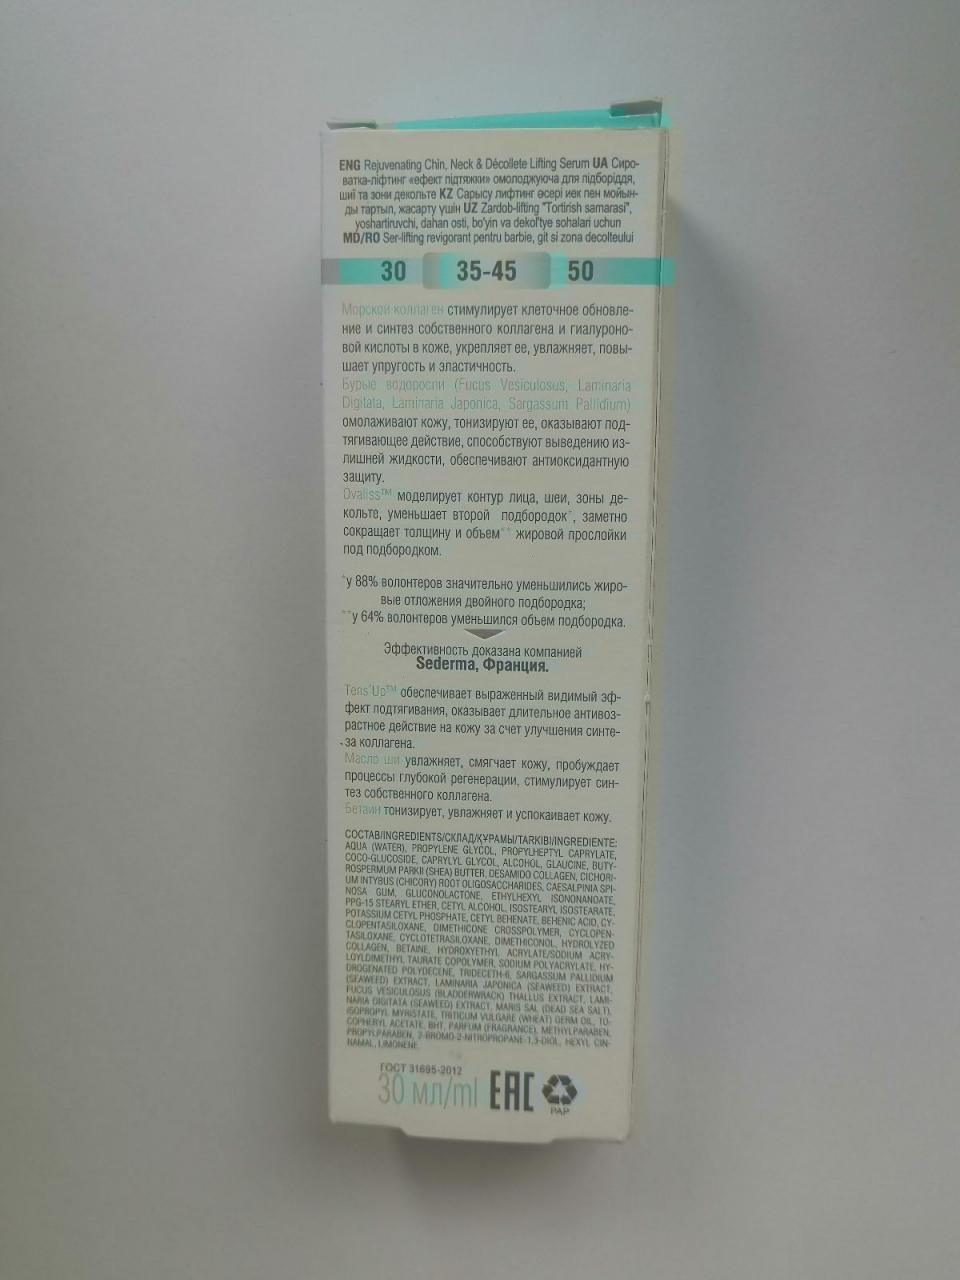 ENG Rejuvenating Chin, Neck & Décollete Lifting Serum UA Сиро-
ватка-ліфтинг «ефект підтяжки» омолоджуюча для підборіддя,
шиї та зони декольте KZ Сарысу лифтинг әсері иек пен мойын-
ды тартып, жасарту үшін UZ Zardob-lifting "Tortirish samarasi",
yoshartiruvchi, dahan osti, bo'yin va dekol'tye sohalari uchun
MD/RO Ser-lifting revigorant pentru barbie, git si zona decolteului
30 35-45 50
Морской коллаген стимулирует клеточное обновле-
ние и синтез собственного коллагена и гиалуроно-
вой кислоты в коже, укрепляет ее, увлажняет, повы-
шает упругость и эластичность.
Бурые водоросли (Fucus Vesiculosus, Laminaria
Digitata, Laminaria Japonica, Sargassum Pallidium)
омолаживают кожу, тонизируют ее, оказывают под-
тягивающее действие, способствуют выведению из-
лишней жидкости, обеспечивают антиоксидантную
защиту.
Ovaliss™ моделирует контур лица, шеи, зоны де-
кольте, уменьшает второй подбородок*, заметно
сокращает толщину и объем** жировой прослойки
под подбородком.
*у 88% волонтеров значительно уменьшились жиро-
вые отложения двойного подбородка;
**у 64% волонтеров уменьшился объем подбородка.
Эффективность доказана компанией
Sederma, Франция.
Tens'Up™ обеспечивает выраженный видимый эф-
фект подтягивания, оказывает длительное антивоз-
растное действие на кожу за счет улучшения синте-
за коллагена.
Масло ши увлажняет, смягчает кожу, пробуждает
процессы глубокой регенерации, стимулирует син-
тез собственного коллагена.
Бетаин тонизирует, увлажняет и успокаивает кожу.
СОСТАВ/INGREDIENTS/СКЛАД/ҚҰРАМЫ/TARKIBI/INGREDIENTE:
AQUA (WATER), PROPYLENE GLYCOL, PROPYLHEPTYL CAPRYLATE,
COCO-GLUCOSIDE, CAPRYLYL GLYCOL, ALCOHOL, GLAUCINE, BUTY-
ROSPERMUM PARKII (SHEA) BUTTER, DESAMIDO COLLAGEN, CICHORI-
UM INTYBUS (CHICORY) ROOT OLIGOSACCHARIDES, CAESALPINIA SPI-
NOSA GUM, GLUCONOLACTONE, ETHYLHEXYL ISONONANOATE,
PPG-15 STEARYL ETHER, CETYL ALCOHOL, ISOSTEARYL ISOSTEARATE,
POTASSIUM CETYL PHOSPHATE, CETYL BEHENATE, BEHENIC ACID, CY-
CLOPENTASILOXANE, DIMETHICONE CROSSPOLYMER, CYCLOPEN-
TASILOXANE, CYCLOTETRASILOXANE, DIMETHICONOL, HYDROLYZED
COLLAGEN, BETAINE, HYDROXYETHYL ACRYLATE/SODIUM ACRY-
LOYLDIMETHYL TAURATE COPOLYMER, SODIUM POLYACRYLATE, HY-
DROGENATED POLYDECENE, TRIDECETH-6, SARGASSUM PALLIDIUM
(SEAWEED) EXTRACT, LAMINARIA JAPONICA (SEAWEED) EXTRACT,
FUCUS VESICULOSUS (BLADDERWRACK) THALLUS EXTRACT, LAMI-
NARIA DIGITATA (SEAWEED) EXTRACT, MARIS SAL (DEAD SEA SALT),
ISOPROPYL MYRISTATE, TRITICUM VULGARE (WHEAT) GERM OIL, TO-
COPHERYL ACETATE, BHT, PARFUM (FRAGRANCE), METHYLPARABEN,
PROPYLPARABEN, 2-BROMO-2-NITROPROPANE-1,3-DIOL, HEXYL CIN-
NAMAL, LIMONENE.
ГОСТ 31695-2012
30 мл/ml EAC
PAP